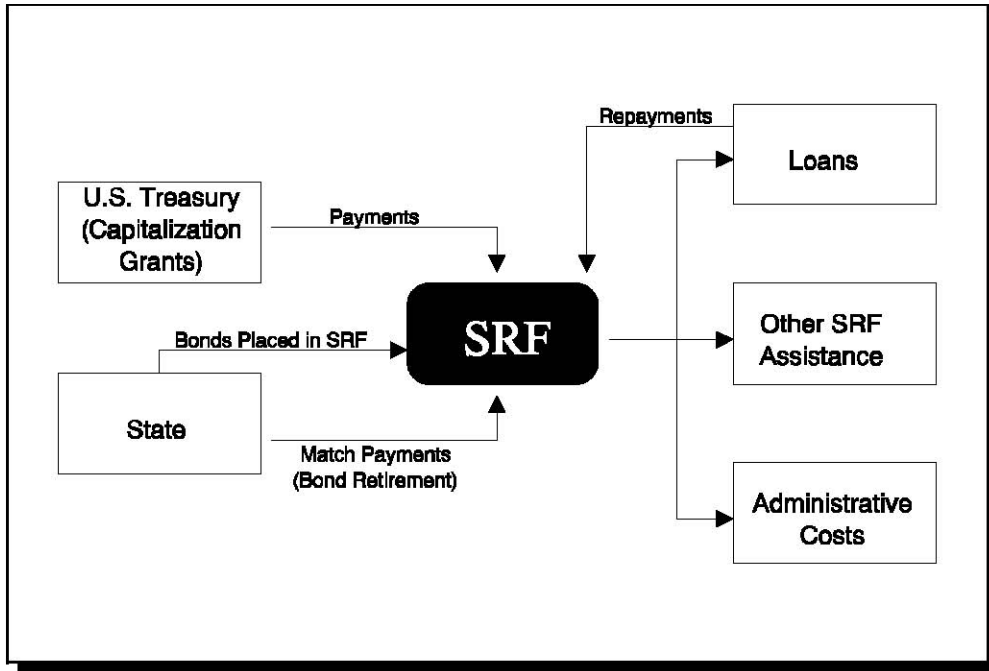 Repayments
Loans
U.S. Treasury
(Capitalization
Grants)
Payments
SRF
Other SRF
Assistance
Bonds Placed in SRF
State
Match Payments
(Bond Retirement)
Administrative
Costs